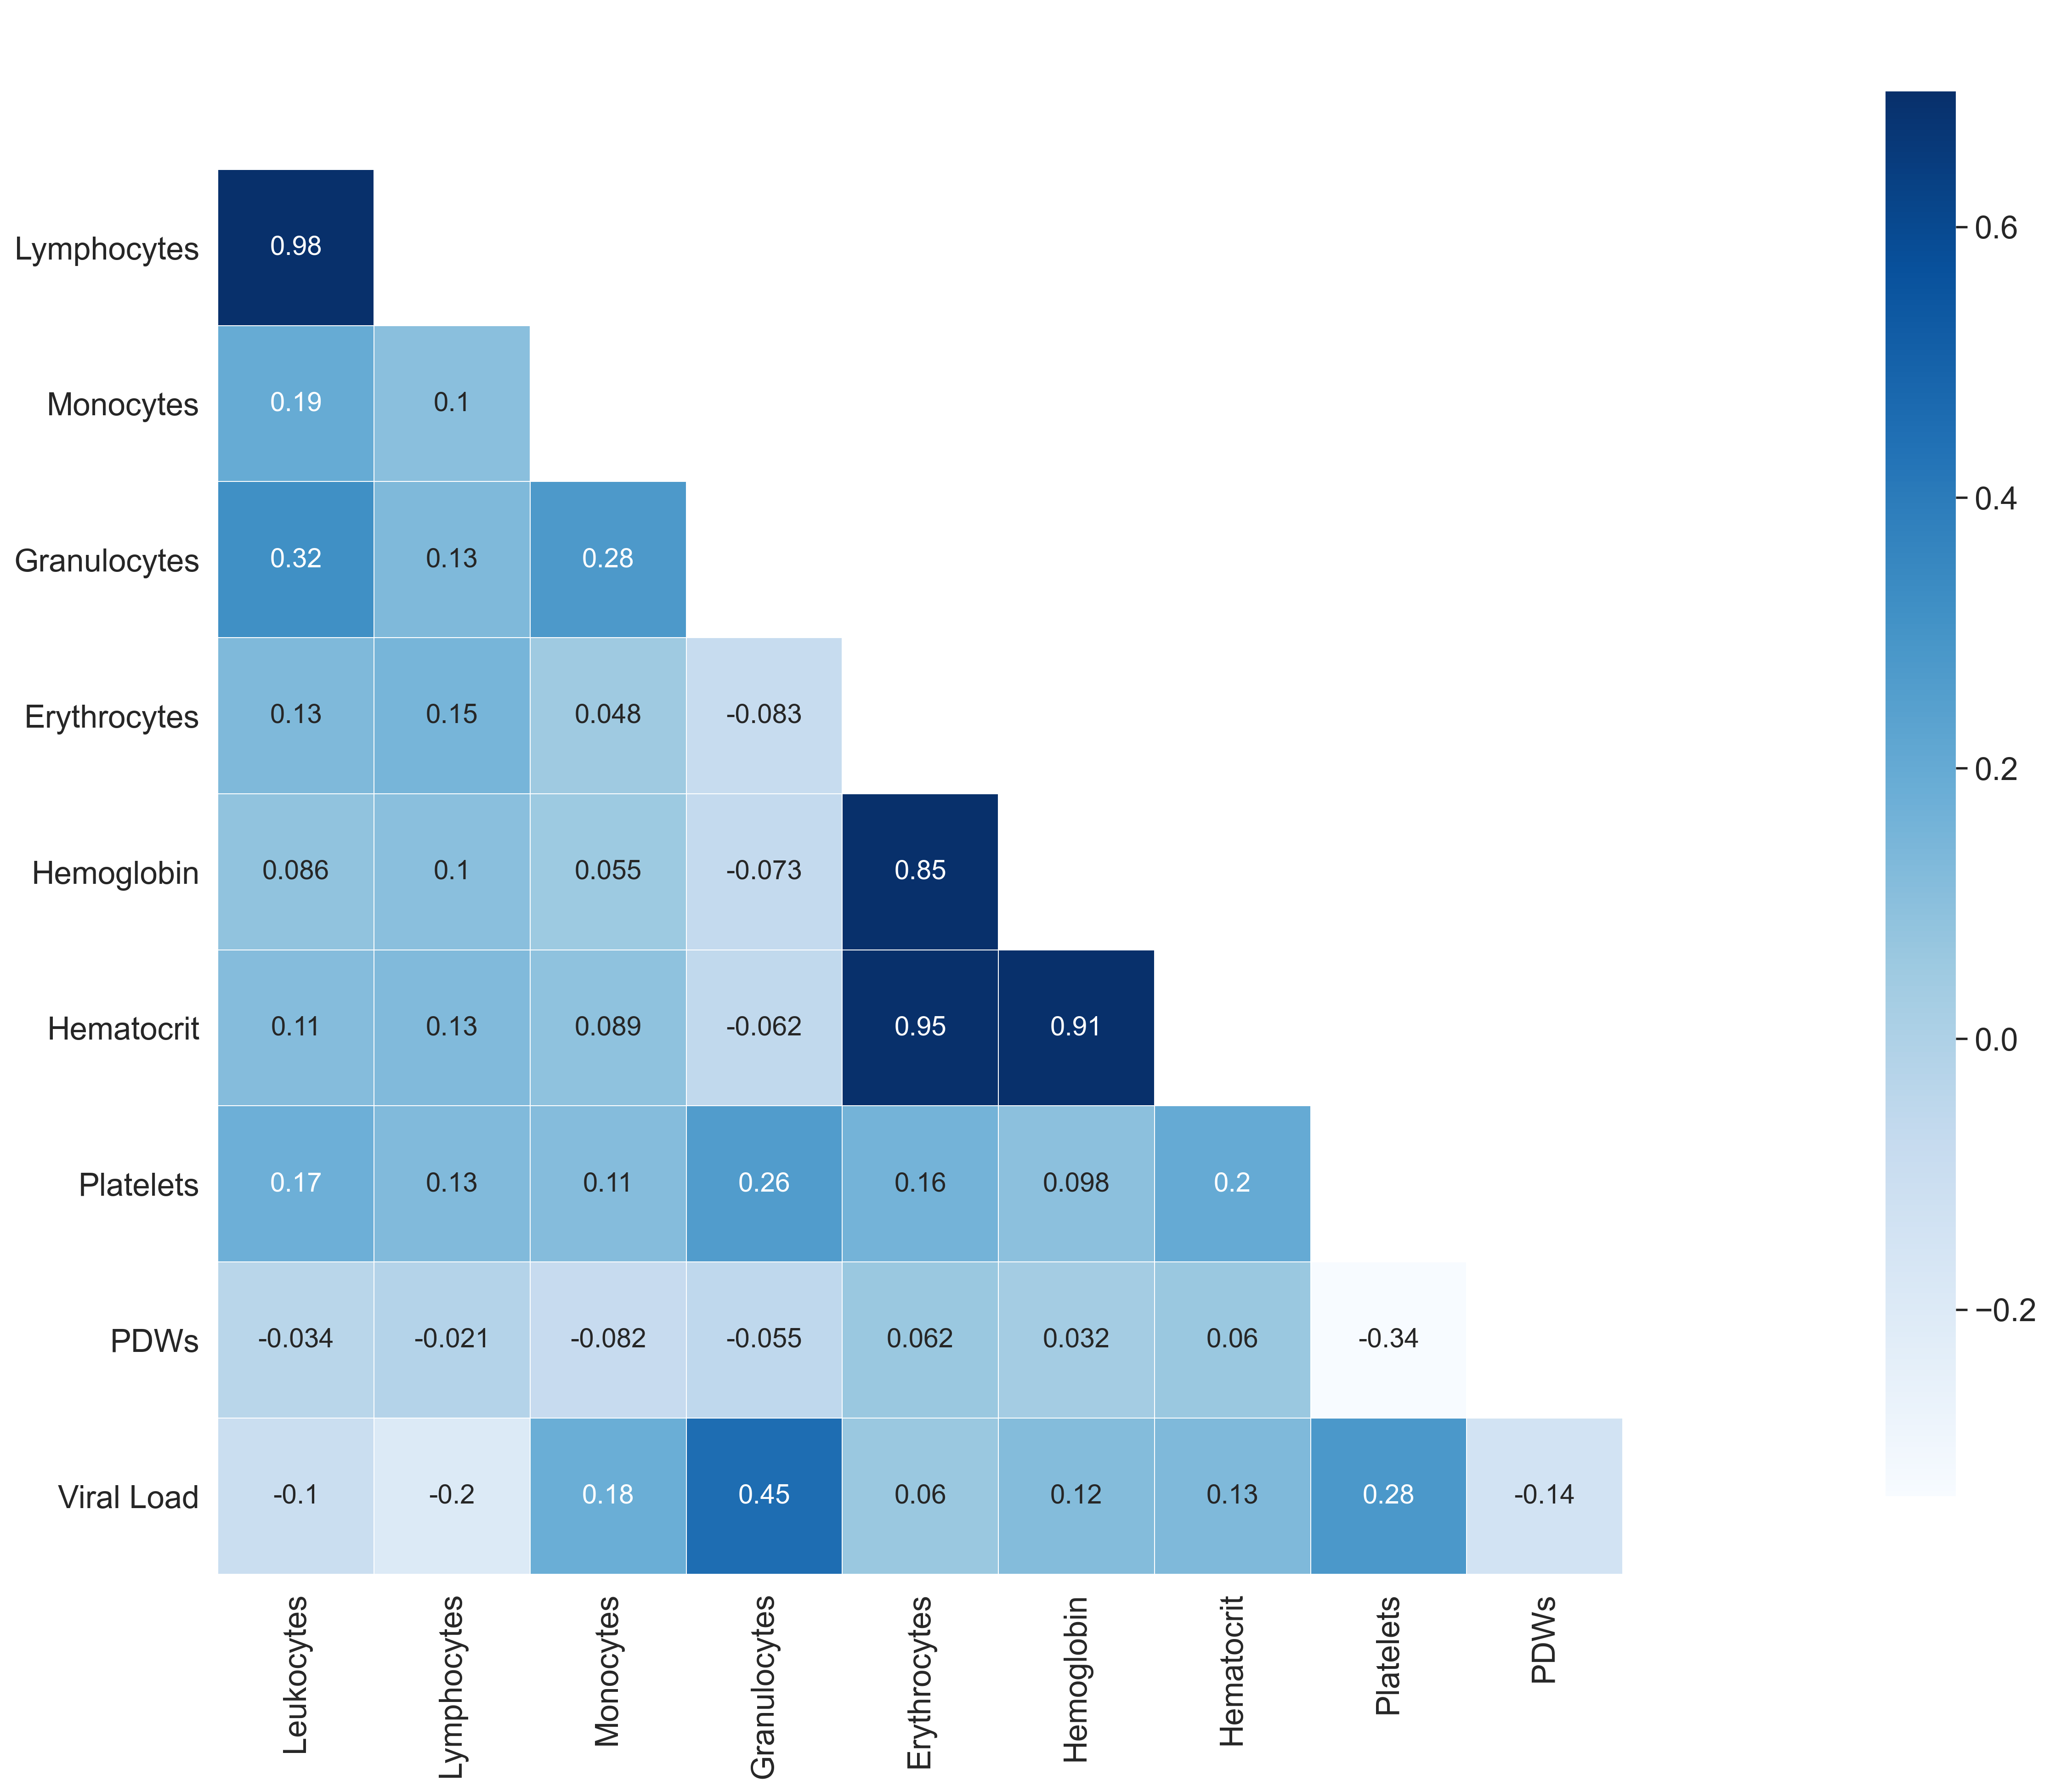 0.6
Lymphocytes 0.98
Monocytes 0.19 0.1
0.4
Granulocytes 0.32 0.13 0.28
Erythrocytes 0.13 0.15 0.048 -0.083
0.2
Hemoglobin 0.086 0.1 0.055 -0.073 0.85
Hematocrit 0.11 0.13 0.089 -0.062 0.95 0.91
0.0
Platelets 0.17 0.13 0.11 0.26 0.16 0.098 0.2
PDWs -0.034 -0.021 -0.082 -0.055 0.062 0.032 0.06 -0.34
−0.2
Viral Load -0.1 -0.2 0.18 0.45 0.06 0.12 0.13 0.28 -0.14
Leukocytes
Lymphocytes
Monocytes
Granulocytes
Erythrocytes
Hemoglobin
Hematocrit
Platelets
PDWs